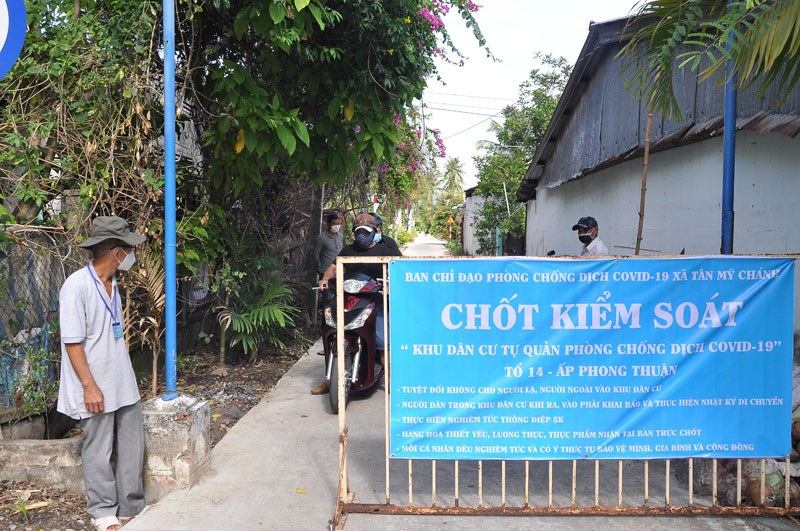 BAN CHỈ ĐẠO PHÒNG CHỐNG DỊCH COVID-19 XÃ TÂN MỸ CHÁNH
CHỐT KIỂM SOÁT
“ KHU DÂN CƯ TỰ QUẢN PHÒNG CHỐNG DỊCH COVID-19”
TỔ 14 - ẤP PHONG THUẬN
- TUYỆT ĐỐI KHÔNG CHO NGƯỜI LẠ, NGƯỜI NGOÀI VÀO KHU DÂN CƯ
- NGƯỜI DÂN TRONG KHU DÂN CƯ KHI RA, VÀO PHẢI KHAI BÁO VÀ THỰC HIỆN NHẬT KÝ DI CHUYỂN
- THỰC HIỆN NGHIÊM TÚC THÔNG ĐIỆP 5K
- HÀNG HÓA THIẾT YẾU, LƯƠNG THỰC, THỰC PHẨM NHẬN TẠI BÀN TRỰC CHỐT
- MỖI CÁ NHÂN ĐỀU NGHIÊM TÚC VÀ CÓ Ý THỨC TỰ BẢO VỆ MÌNH, GIA ĐÌNH VÀ CỘNG ĐỒNG